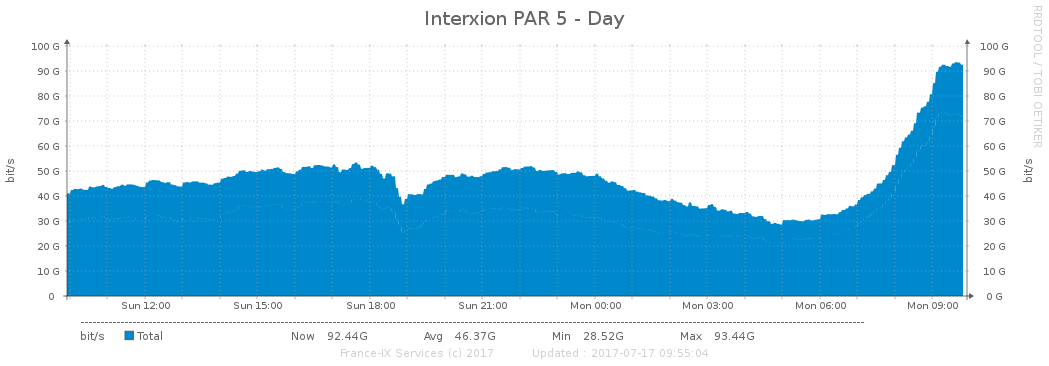 Interxion PAR 5 - Day
RRDTOOL / TOBI OETIKER
bit/s
bit/s
100 G 100 G
90 G 90 G
80 G 80 G
70 G 70 G
60 G 60 G
50 G 50 G
40 G 40 G
30 G 30 G
20 G 20 G
10 G 10 G
0 0 G
Sun 12:00 Sun 15:00 Sun 18:00 Sun 21:00 Mon 00:00 Mon 03:00 Mon 06:00 Mon 09:00
bit/s Total Now 92.44G Avg 46.37G Min 28.52G Max 93.44G
France-IX Services (c) 2017 Updated : 2017-07-17 09:55:04